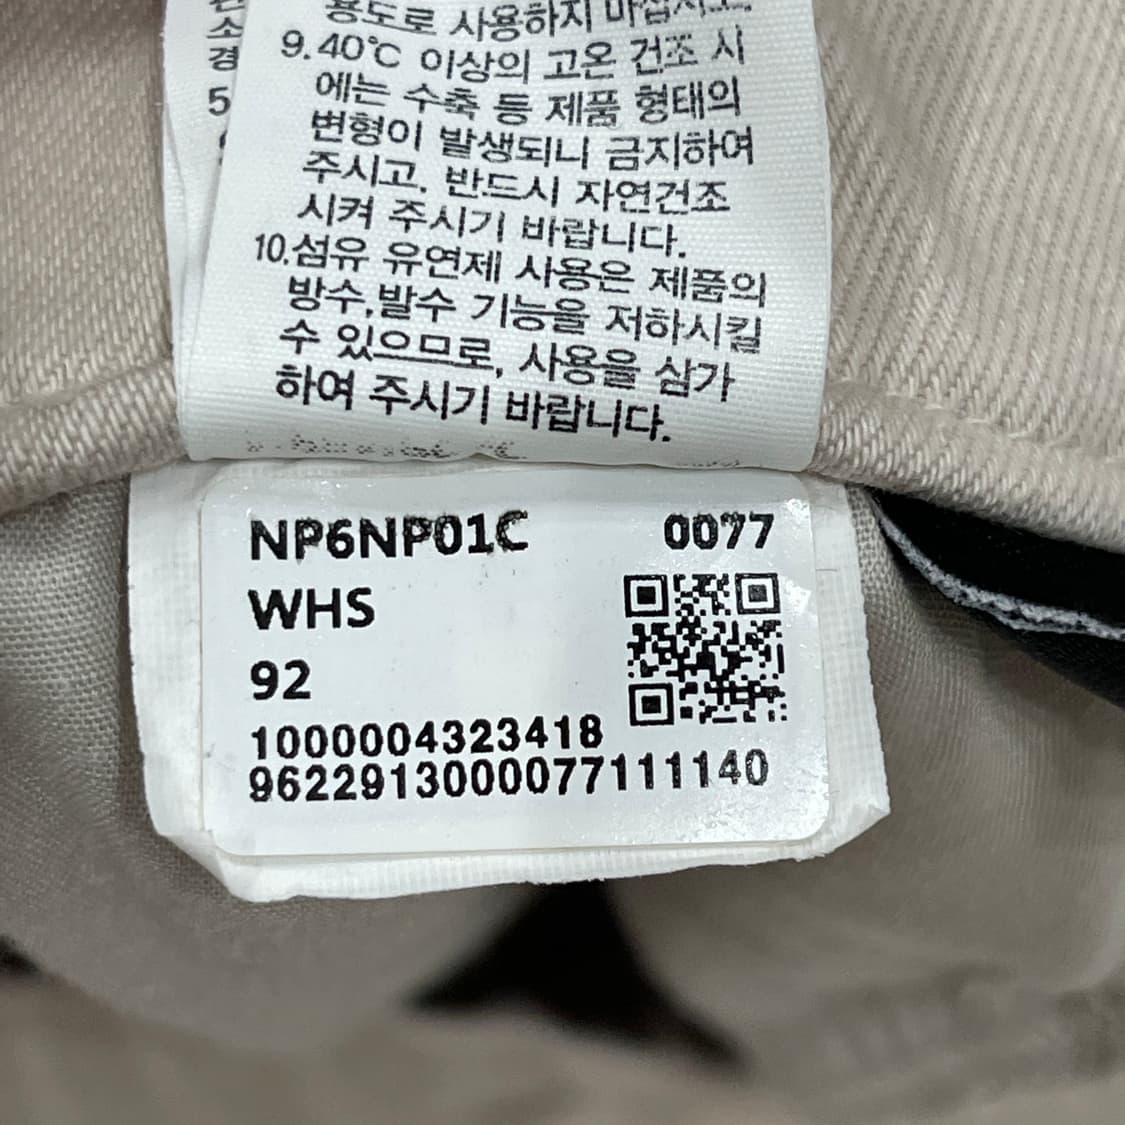 소
경
5
용도로 사용하지 마십시오.
9.40℃ 이상의 고온 건조 시
에는 수축 등 제품 형태의
변형이 발생되니 금지하여
주시고, 반드시 자연건조
시켜 주시기 바랍니다.
10.섬유 유연제 사용은 제품의
방수,발수 기능을 저하시킬
수 있으므로, 사용을 삼가
하여 주시기 바랍니다.
NP6NP01C 0077
WHS
92
1000004323418
9622913000077111140